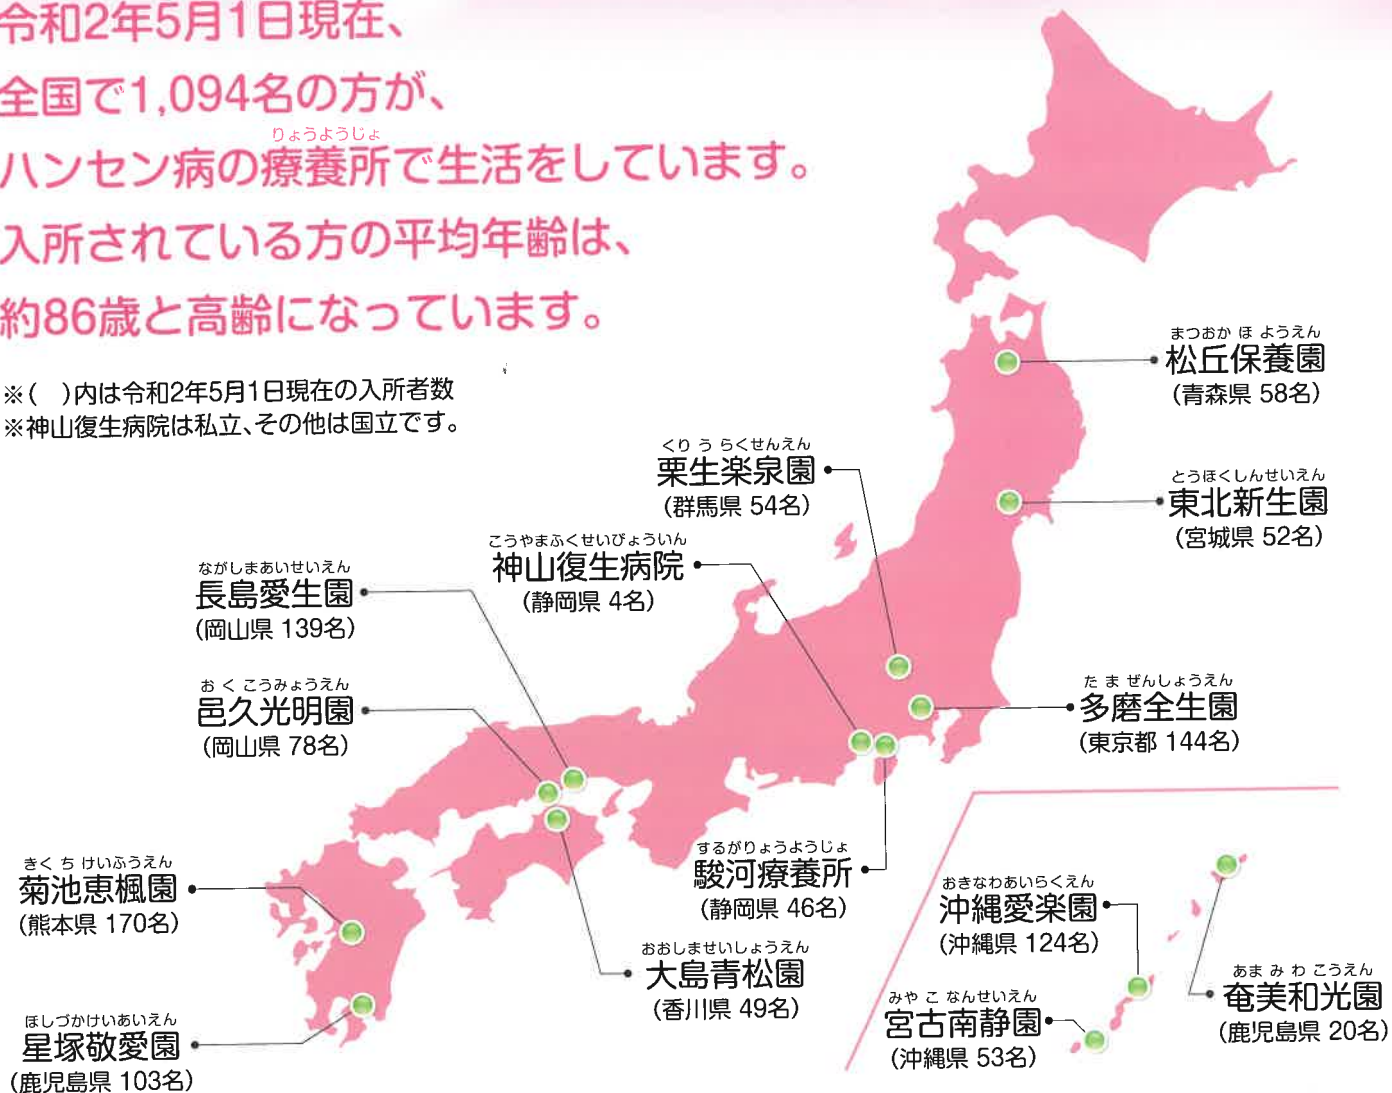 令和2年5月1日現在、
全国で1,094名の方が、
りょうようじょ
ハンセン病の療養所で生活をしています。
入所されている方の平均年齢は、
約86歳と高齢になっています。
※(　)内は令和2年5月1日現在の入所者数
※神山復生病院は私立、その他は国立です。
まつおか ほ ようえん
松丘保養園
(青森県 58名)
くり う らくせんえん
栗生楽泉園
(群馬県 54名)
とうほくしんせいえん
東北新生園
(宮城県 52名)
こうやまふくせいびょういん
神山復生病院
(静岡県 4名)
ながしまあいせいえん
長島愛生園
(岡山県 139名)
お く こうみょうえん
邑久光明園
(岡山県 78名)
た ま ぜんしょうえん
多磨全生園
(東京都 144名)
きく ち けいふうえん
菊池恵楓園
(熊本県 170名)
するがりょうようじょ
駿河療養所
(静岡県 46名)
おおしませいしょうえん
大島青松園
(香川県 49名)
おきなわあいらくえん
沖縄愛楽園
(沖縄県 124名)
あま み わ こうえん
奄美和光園
(鹿児島県 20名)
みや こ なんせいえん
宮古南静園
(沖縄県 53名)
ほしづかけいあいえん
星塚敬愛園
(鹿児島県 103名)